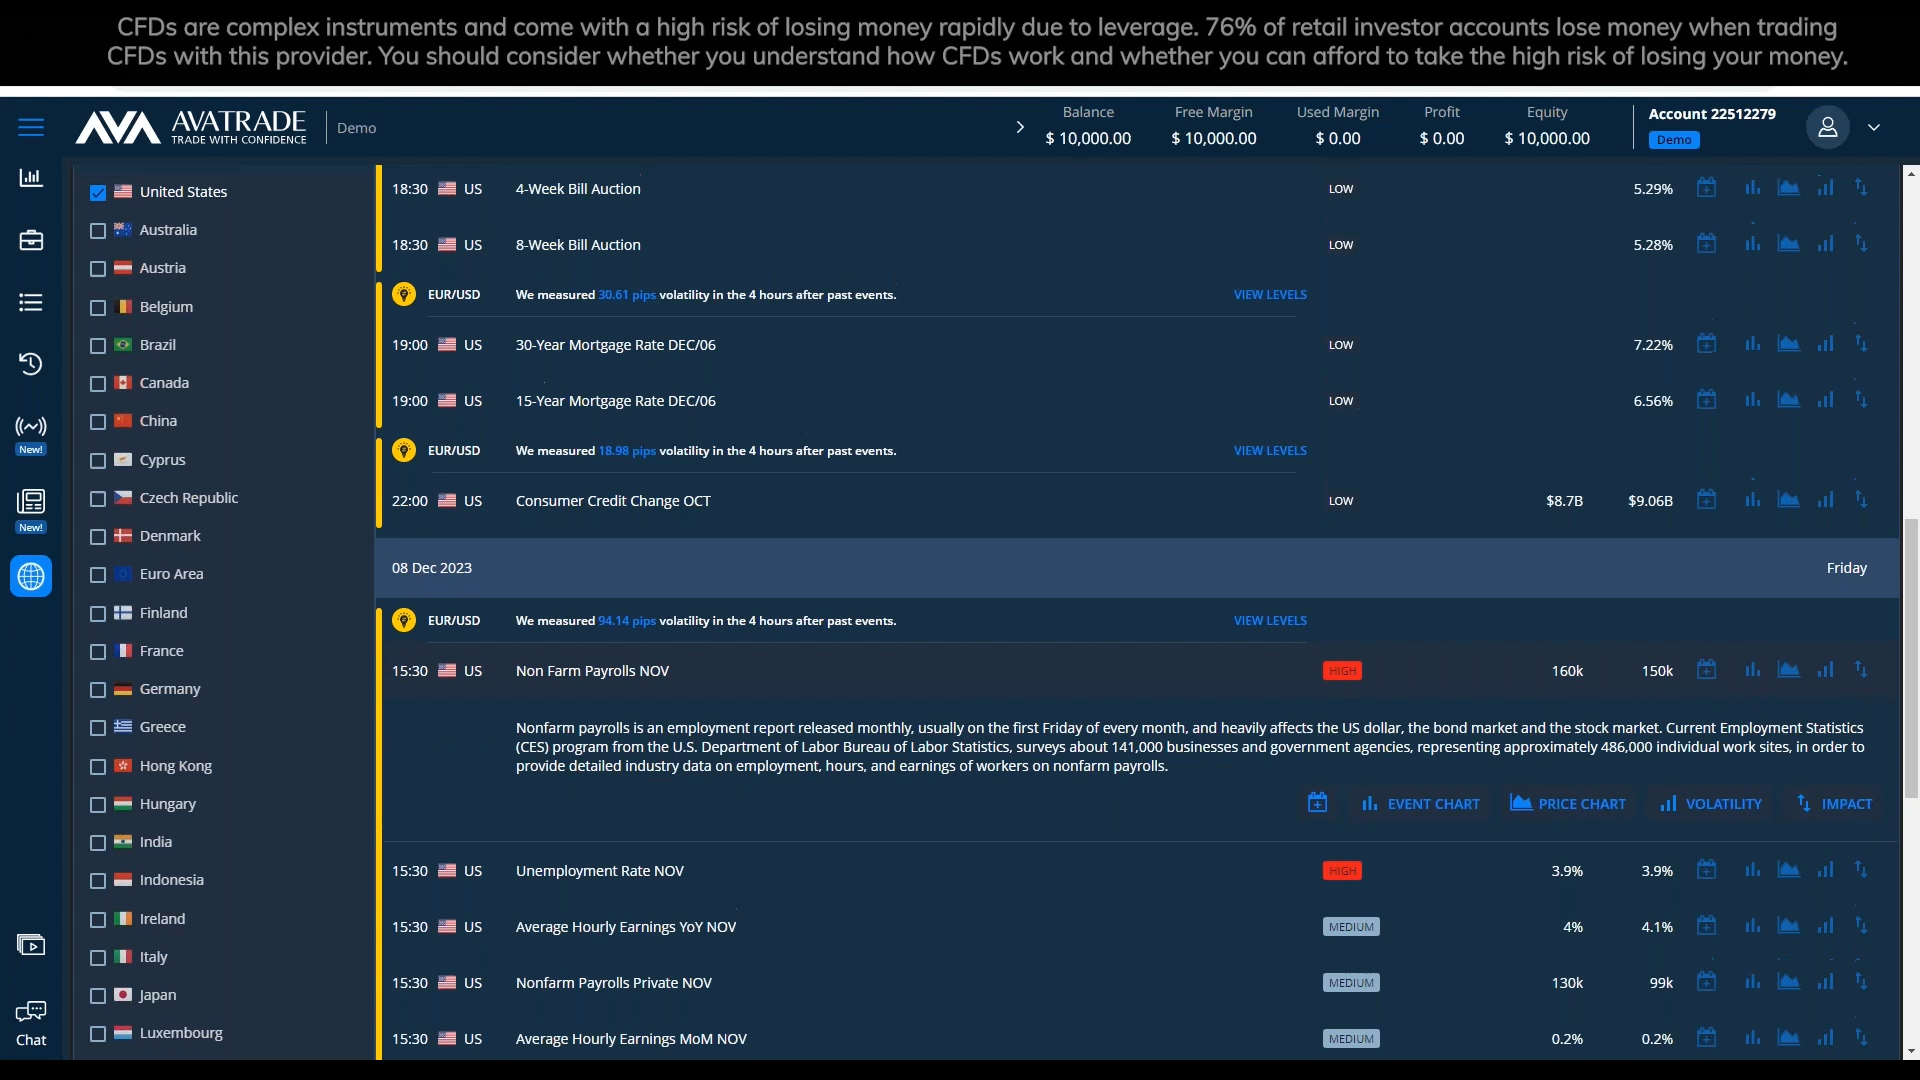 CFDs are complex instruments and come with a high risk of losing money rapidly due to leverage. 76% of retail investor accounts lose money when trading
CFDs with this provider. You should consider whether you understand how CFDs work and whether you can afford to take the high risk of losing your money.
AVA AVATRADE
TRADE WITH CONFIDENCE
Demo
Balance Free Margin Used Margin Profit Equity
$ 10,000.00 $ 10,000.00 $ 0.00 $ 0.00 $ 10,000.00
Account 22512279
Demo
New!
New!
Chat
United States
Australia
Austria
Belgium
Brazil
Canada
China
Cyprus
Czech Republic
Denmark
Euro Area
Finland
France
Germany
Greece
Hong Kong
Hungary
India
Indonesia
Ireland
Italy
Japan
Luxembourg
18:30 US 4-Week Bill Auction LOW 5.29%
18:30 US 8-Week Bill Auction LOW 5.28%
EUR/USD We measured 30.61 pips volatility in the 4 hours after past events. VIEW LEVELS
19:00 US 30-Year Mortgage Rate DEC/06 LOW 7.22%
19:00 US 15-Year Mortgage Rate DEC/06 LOW 6.56%
EUR/USD We measured 18.98 pips volatility in the 4 hours after past events. VIEW LEVELS
22:00 US Consumer Credit Change OCT LOW $8.7B $9.06B
08 Dec 2023 Friday
EUR/USD We measured 94.14 pips volatility in the 4 hours after past events. VIEW LEVELS
15:30 US Non Farm Payrolls NOV HIGH 160k 150k
Nonfarm payrolls is an employment report released monthly, usually on the first Friday of every month, and heavily affects the US dollar, the bond market and the stock market. Current Employment Statistics
(CES) program from the U.S. Department of Labor Bureau of Labor Statistics, surveys about 141,000 businesses and government agencies, representing approximately 486,000 individual work sites, in order to
provide detailed industry data on employment, hours, and earnings of workers on nonfarm payrolls.
EVENT CHART PRICE CHART VOLATILITY IMPACT
15:30 US Unemployment Rate NOV HIGH 3.9% 3.9%
15:30 US Average Hourly Earnings YoY NOV MEDIUM 4% 4.1%
15:30 US Nonfarm Payrolls Private NOV MEDIUM 130k 99k
15:30 US Average Hourly Earnings MoM NOV MEDIUM 0.2% 0.2%